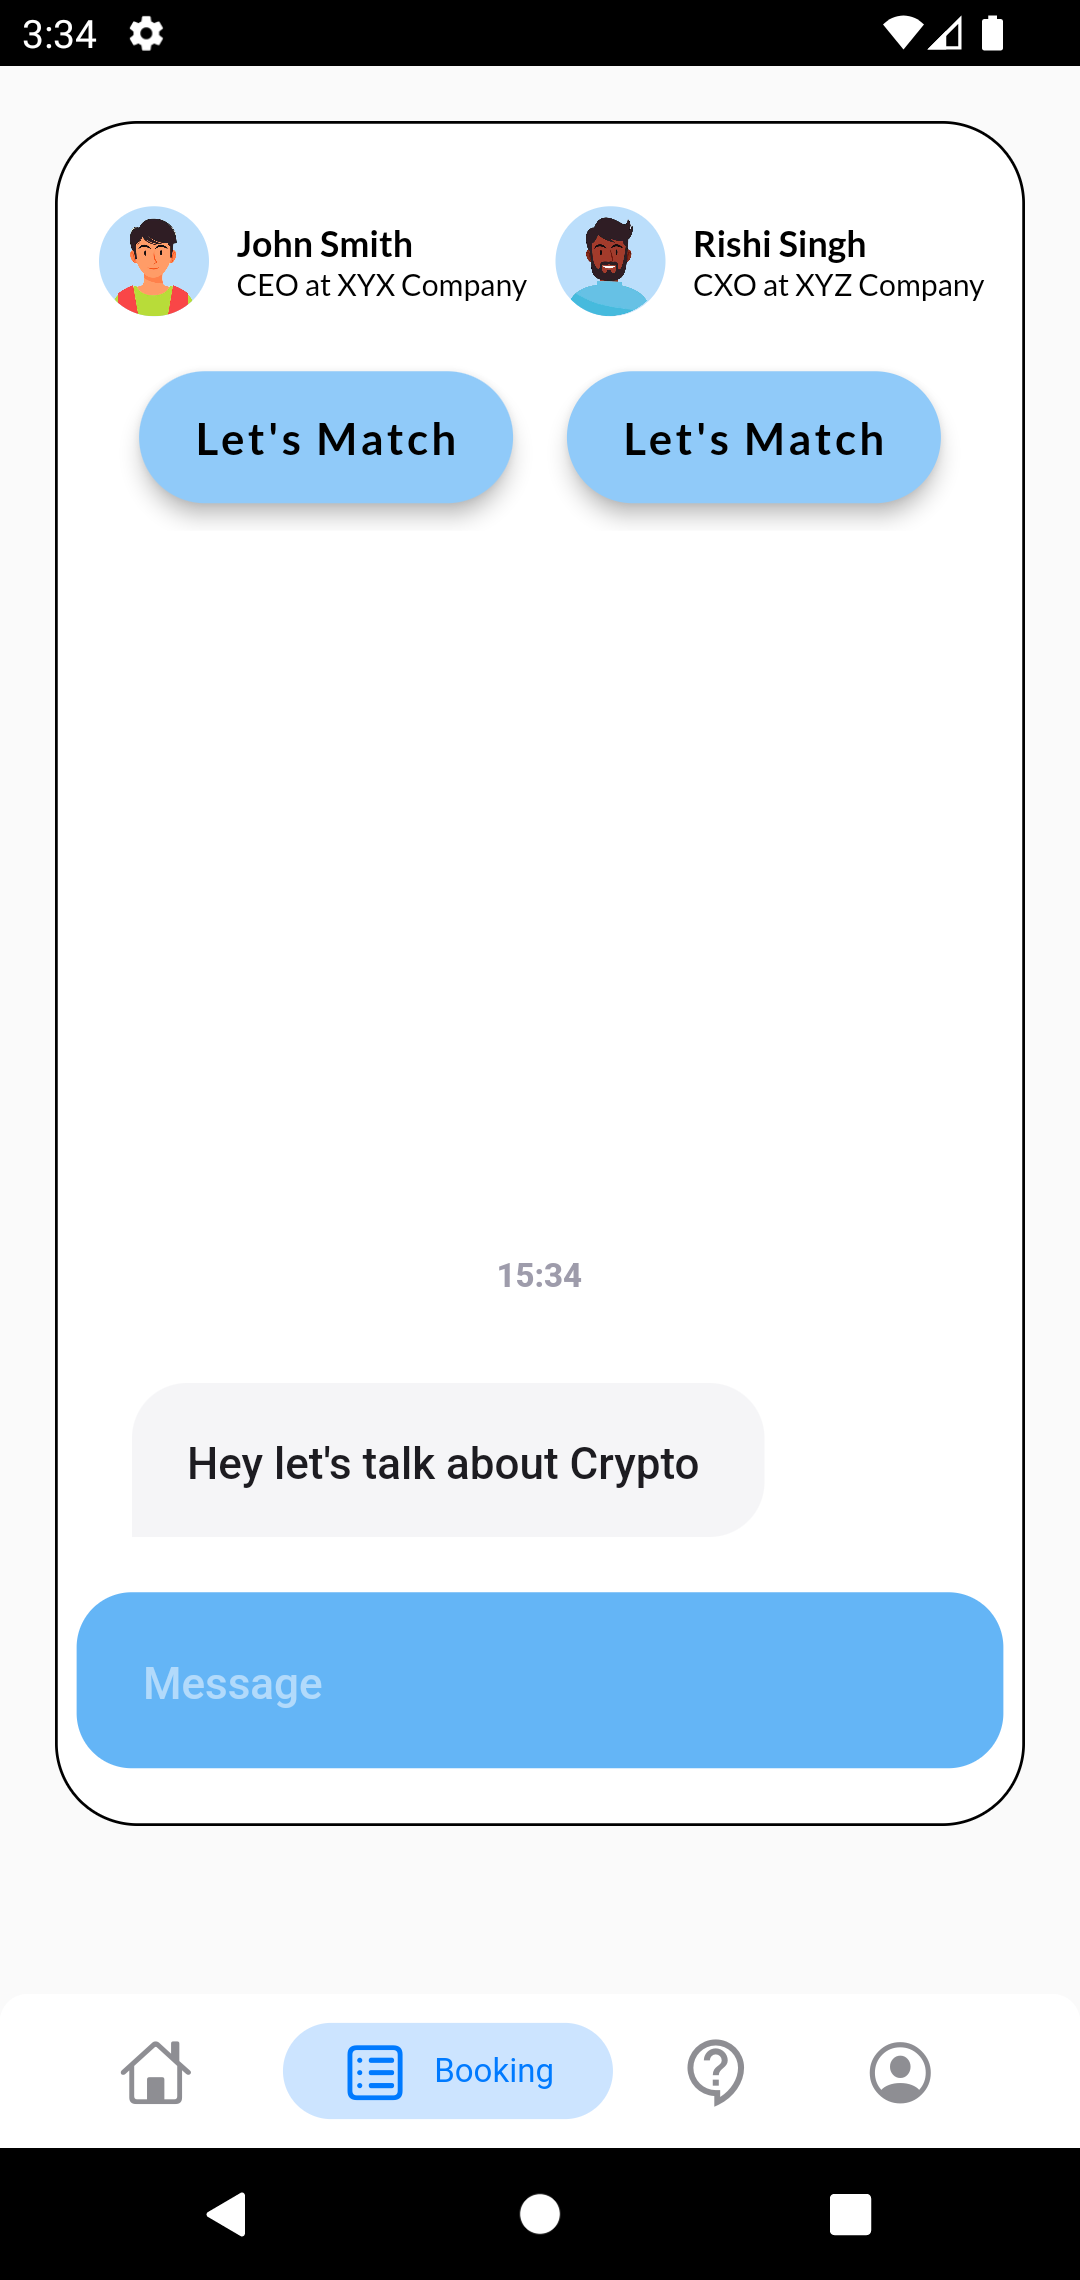 3:34
John Smith
CEO at XYX Company
Rishi Singh
CXO at XYZ Company
Let's Match
Let's Match
15:34
Hey let's talk about Crypto
Message
Booking